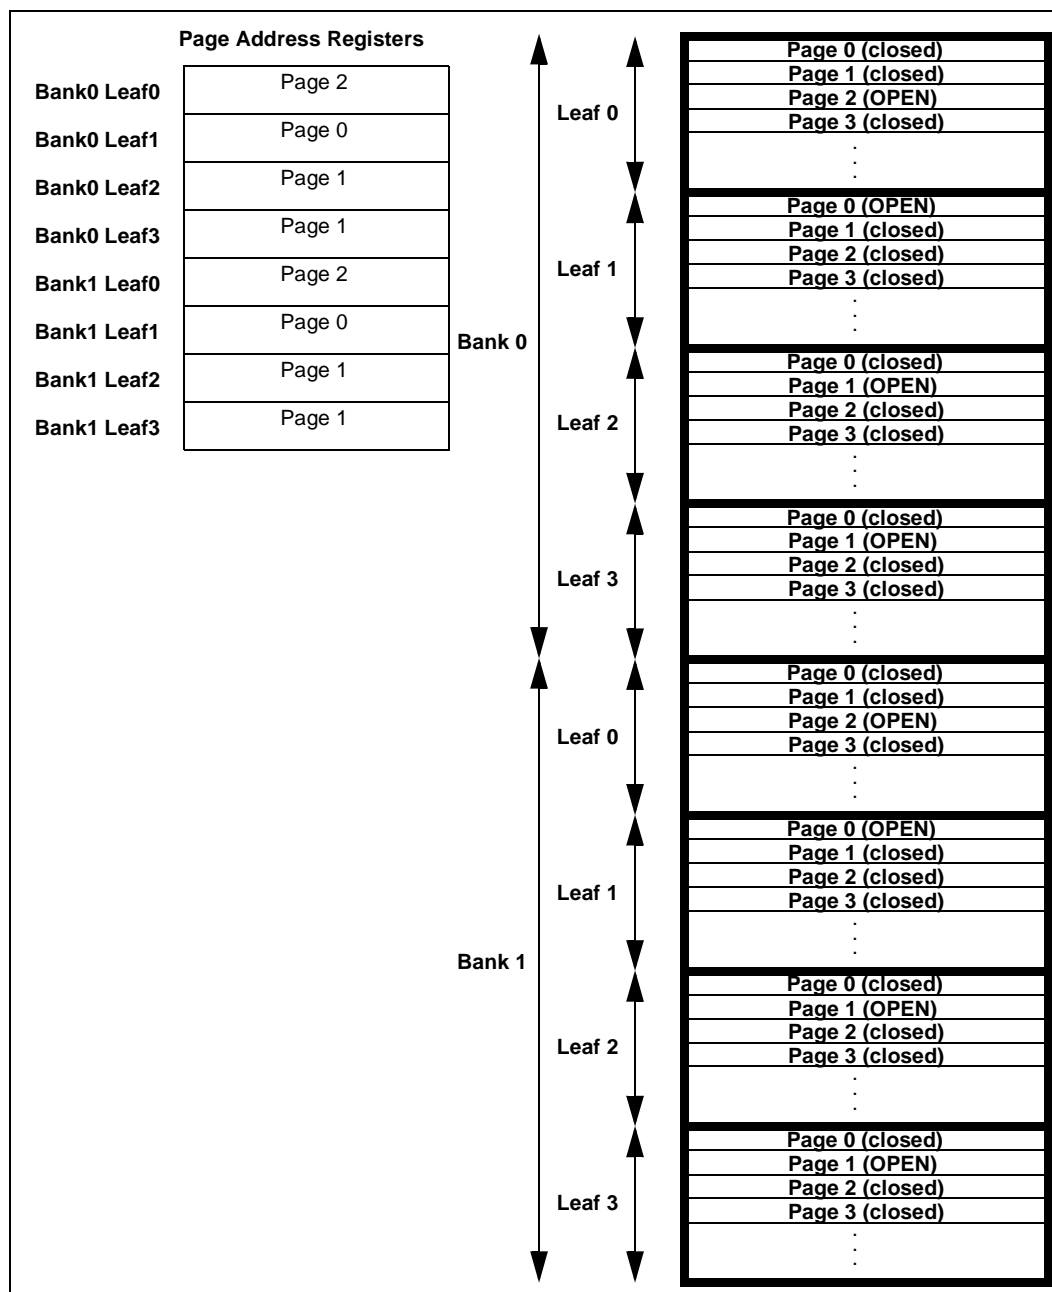 Page Address Registers
Bank0 Leaf0
Page 2
Bank0 Leaf1
Page 0
Bank0 Leaf2
Page 1
Bank0 Leaf3
Page 1
Bank1 Leaf0
Page 2
Bank1 Leaf1
Page 0
Bank1 Leaf2
Page 1
Bank1 Leaf3
Page 1
Bank 0
Leaf 0
Page 0 (closed)
Page 1 (closed)
Page 2 (OPEN)
Page 3 (closed)
.
.
.
Leaf 1
Page 0 (OPEN)
Page 1 (closed)
Page 2 (closed)
Page 3 (closed)
.
.
.
Leaf 2
Page 0 (closed)
Page 1 (OPEN)
Page 2 (closed)
Page 3 (closed)
.
.
.
Leaf 3
Page 0 (closed)
Page 1 (OPEN)
Page 2 (closed)
Page 3 (closed)
.
.
.
Bank 1
Leaf 0
Page 0 (closed)
Page 1 (closed)
Page 2 (OPEN)
Page 3 (closed)
.
.
.
Leaf 1
Page 0 (OPEN)
Page 1 (closed)
Page 2 (closed)
Page 3 (closed)
.
.
.
Leaf 2
Page 0 (closed)
Page 1 (OPEN)
Page 2 (closed)
Page 3 (closed)
.
.
.
Leaf 3
Page 0 (closed)
Page 1 (OPEN)
Page 2 (closed)
Page 3 (closed)
.
.
.